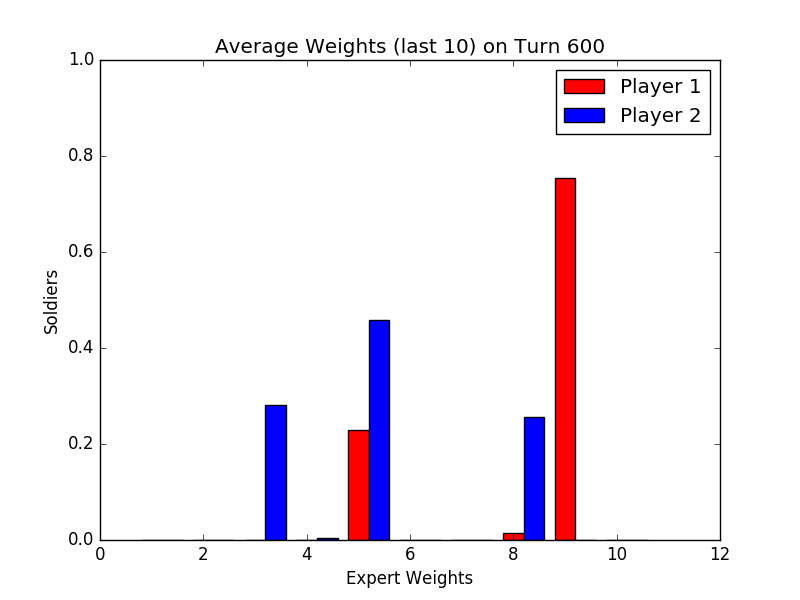 Average Weights (last 10) on Turn 600
1.0
Player 1
Player 2
0.8
0.6
Soldiers
0.4
0.2
0.0
0 2 4 6 8 10 12
Expert Weights